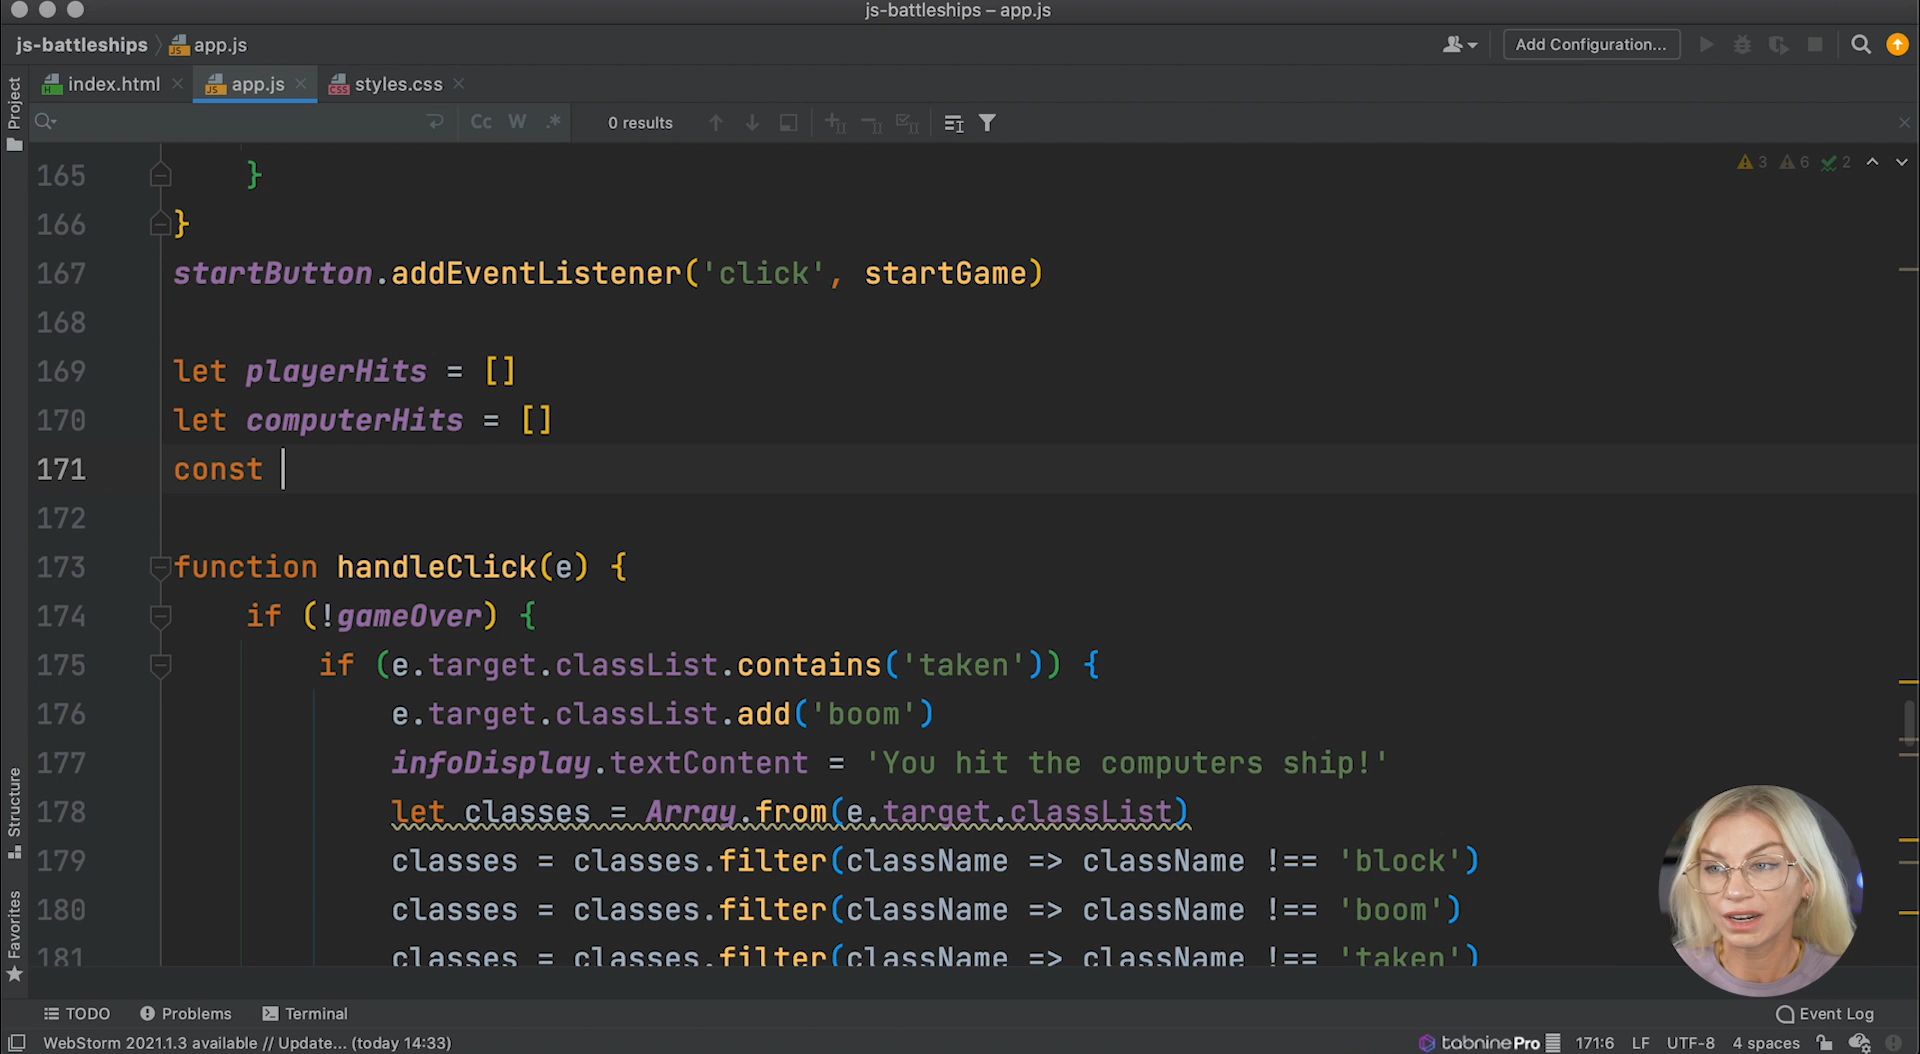 js-battleships – app.js
js-battleships app.js
Add Configuration...
index.html app.js styles.css
Project
Cc W .* 0 results
3 6 2
165 }
166 }
167 startButton.addEventListener('click', startGame)
168
169 let playerHits = []
170 let computerHits = []
171 const
172
173 function handleClick(e) {
174 if (!gameOver) {
175 if (e.target.classList.contains('taken')) {
176 e.target.classList.add('boom')
177 infoDisplay.textContent = 'You hit the computers ship!'
178 let classes = Array.from(e.target.classList)
179 classes = classes.filter(className => className !== 'block')
180 classes = classes.filter(className => className !== 'boom')
181 classes = classes.filter(className => className !== 'taken')
Structure
Favorites
TODO Problems Terminal Event Log
WebStorm 2021.1.3 available // Update... (today 14:33) tabninePro 171:6 LF UTF-8 4 spaces